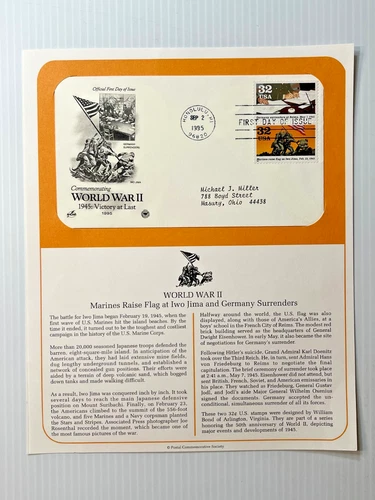 Official First Day of Issue
HONOLULU, HI
SEP 2
1995
96820
32
USA
FIRST DAY OF ISSUE
32
USA
GERMANY
SURRENDERS
IWO JIMA
Commemorating
WORLD WAR II
1945: Victory at Last
1995
Michael J. Miller
788 Boyd Street
Masury, Ohio 44438
WORLD WAR II
Marines Raise Flag at Iwo Jima and Germany Surrenders
The battle for Iwo Jima began February 19, 1945, when the
first wave of U.S. Marines hit the island beaches. By the
time it ended, it turned out to be the toughest and costliest
campaign in the history of the U.S. Marine Corps.
More than 20,000 seasoned Japanese troops defended the
barren, eight-square-mile island. In anticipation of the
American attack, they had laid extensive mine fields,
dug lengthy underground tunnels, and established a
network of concealed gun positions. Their efforts were
aided by a terrain of deep volcanic sand, which bogged
down tanks and made walking difficult.
As a result, Iwo Jima was conquered inch by inch. It took
several days to reach the main Japanese defensive
position on Mount Suribachi. Finally, on February 23,
the Americans climbed to the summit of the 556-foot
volcano, and five Marines and a Navy corpsman planted
the Stars and Stripes. Associated Press photographer Joe
Rosenthal recorded the moment, which became one of
the most famous pictures of the war.
Halfway around the world, the U.S. flag was also
displayed, along with those of America's Allies, at a
boys' school in the French City of Reims. The modest red
brick building served as the headquarters of General
Dwight Eisenhower. In early May, it also became the site
of negotiations for Germany's surrender.
Following Hitler's suicide, Grand Admiral Karl Doenitz
took over the Third Reich. He, in turn, sent Admiral Hans
von Friedeburg to Reims to negotiate the final
capitulation. The brief ceremony of surrender took place
at 2:41 a.m., May 7, 1945. Eisenhower did not attend, but
sent British, French, Soviet, and American emissaries in
his place. They watched as Friedeburg, General Gustav
Jodl, and Jodl's aide Major General Wilhelm Oxenius
signed the documents. Germany accepted the un-
conditional, simultaneous surrender of all its forces.
These two 32¢ U.S. stamps were designed by William
Bond of Arlington, Virginia. They are part of a series
honoring the 50th anniversary of World War II, depicting
major events and developments of 1945.
© Postal Commemorative Society